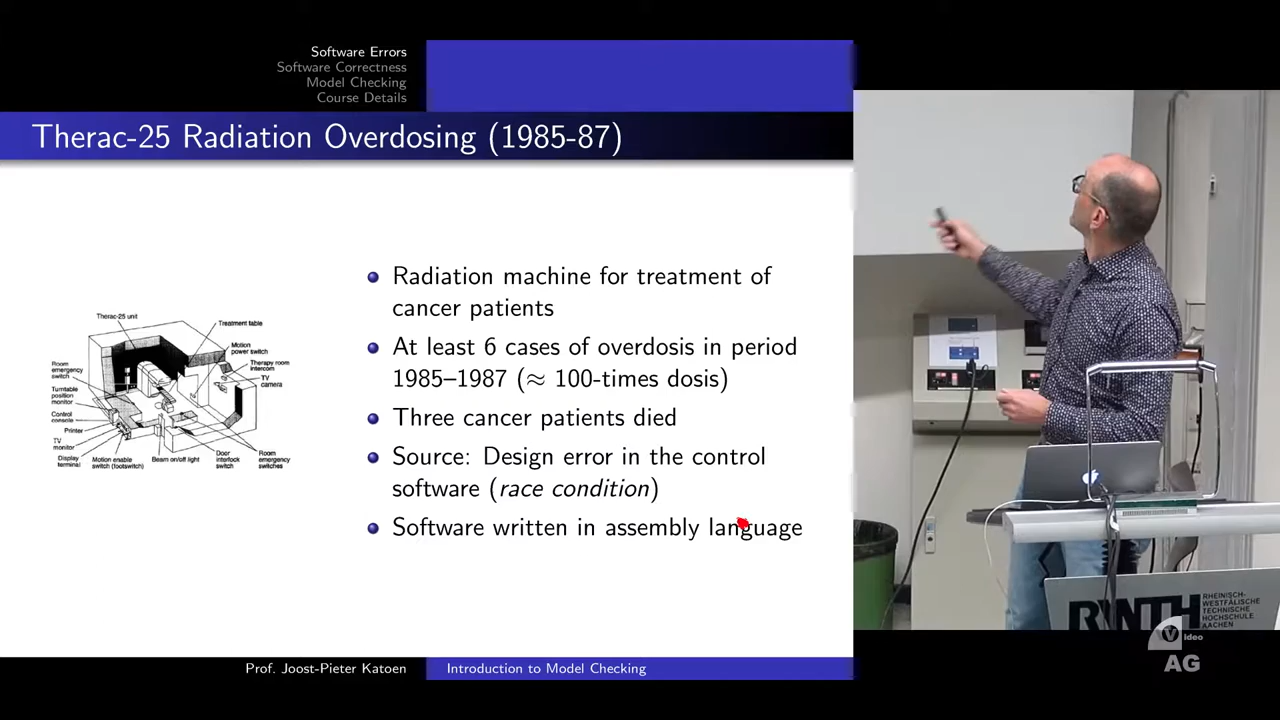 Software Errors
Software Correctness
Model Checking
Course Details
Therac-25 Radiation Overdosing (1985-87)
Radiation machine for treatment of
cancer patients
At least 6 cases of overdosis in period
1985–1987 (≈ 100-times dosis)
Three cancer patients died
Source: Design error in the control
software (race condition)
Software written in assembly language
Therac-25 unit
Treatment table
Motion
power switch
Therapy room
intercom
TV
camera
Room
emergency
switch
Turntable
position
monitor
Control
console
Printer
TV
monitor
Display
terminal
Motion enable
switch (footswitch)
Beam on/off light
Door
interlock
switch
Room
emergency
switches
Prof. Joost-Pieter Katoen
Introduction to Model Checking
RWTH
RHEINISCH-
WESTFÄLISCHE
TECHNISCHE
HOCHSCHULE
AACHEN
Video
AG